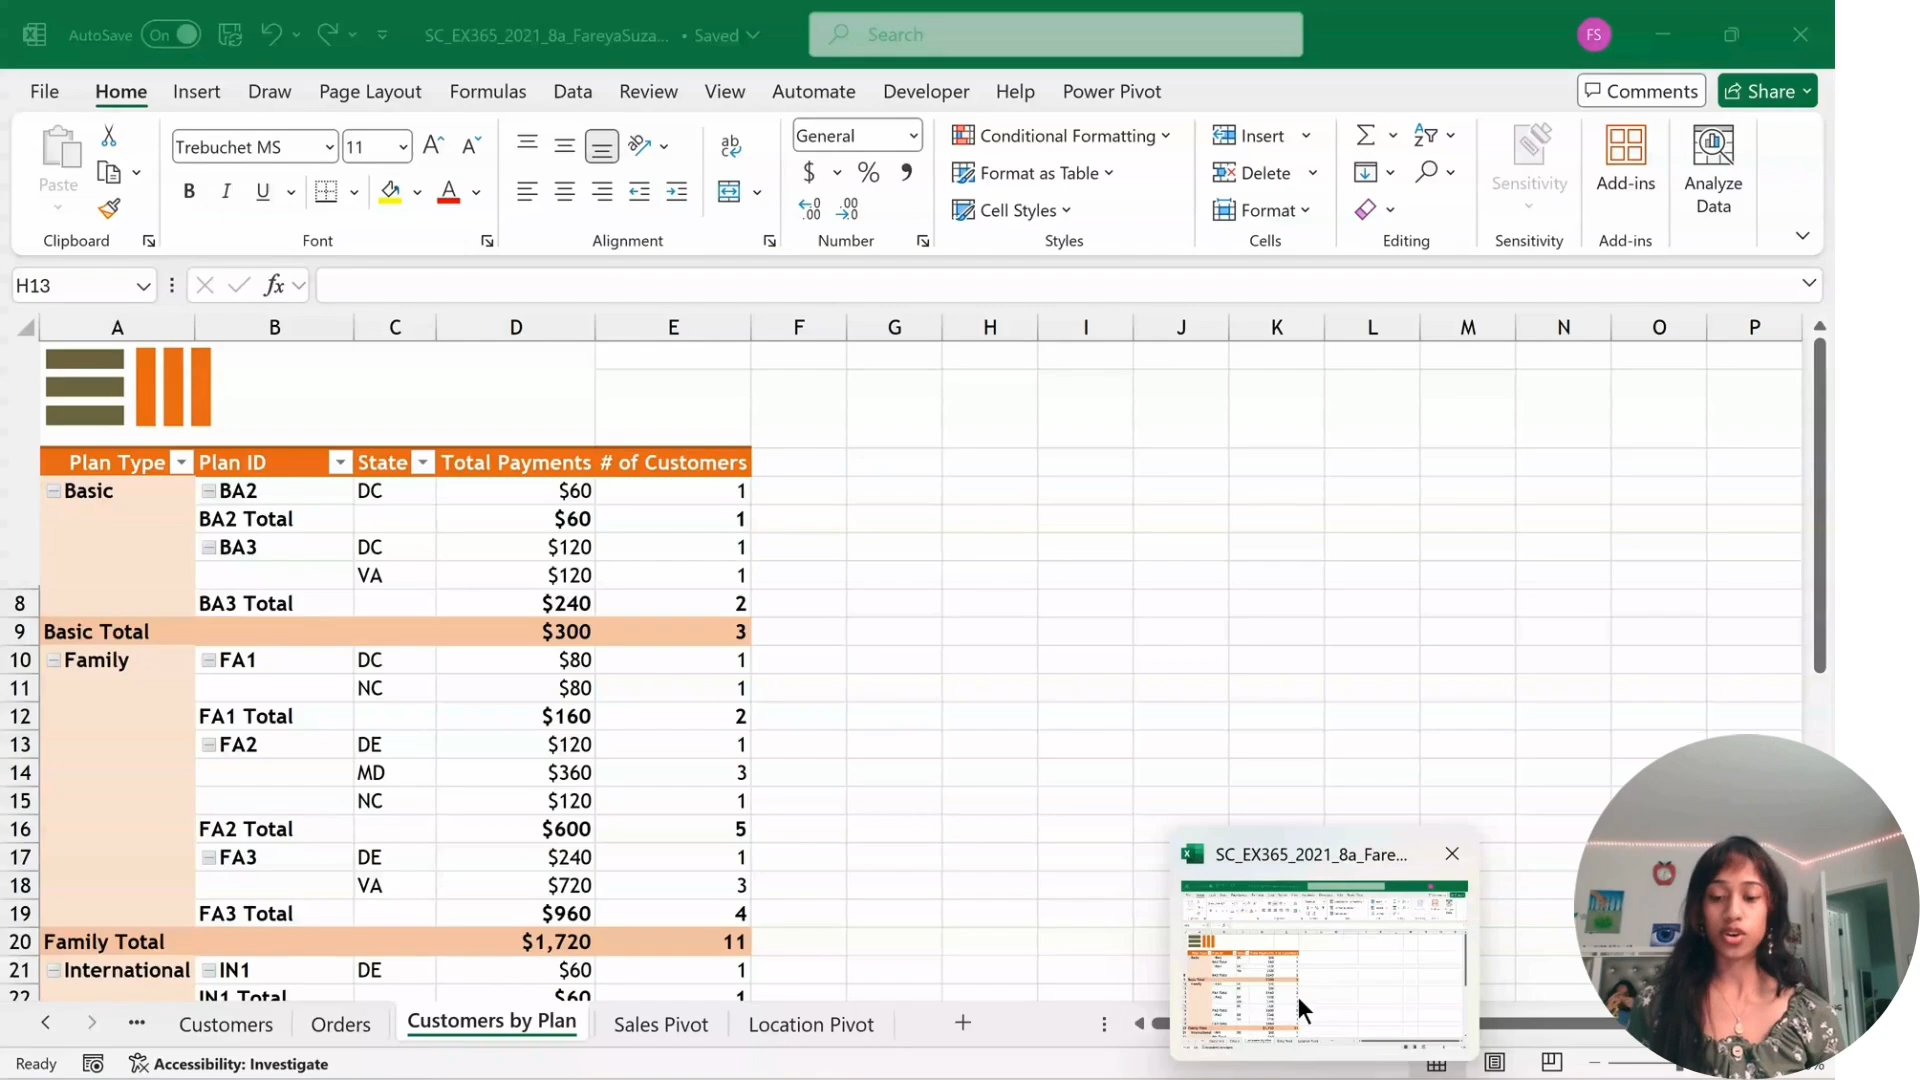 AutoSave On SC_EX365_2021_8a_FareyaSuza... • Saved Search FS
File Home Insert Draw Page Layout Formulas Data Review View Automate Developer Help Power Pivot Comments Share
Paste Trebuchet MS 11 General Conditional Formatting Insert Sensitivity Add-ins Analyze Data
B I U A $ % Format as Table Delete
Cell Styles Format
Clipboard Font Alignment Number Styles Cells Editing Sensitivity Add-ins
H13 fx
A B C D E F G H I J K L M N O P
Plan Type Plan ID State Total Payments # of Customers
Basic BA2 DC $60 1
BA2 Total $60 1
BA3 DC $120 1
VA $120 1
8 BA3 Total $240 2
9 Basic Total $300 3
10 Family FA1 DC $80 1
11 NC $80 1
12 FA1 Total $160 2
13 FA2 DE $120 1
14 MD $360 3
15 NC $120 1
16 FA2 Total $600 5
17 FA3 DE $240 1
18 VA $720 3
19 FA3 Total $960 4
20 Family Total $1,720 11
21 International IN1 DE $60 1
22 IN1 Total $60 1
SC_EX365_2021_8a_Fare...
Customers Orders Customers by Plan Sales Pivot Location Pivot
Ready Accessibility: Investigate